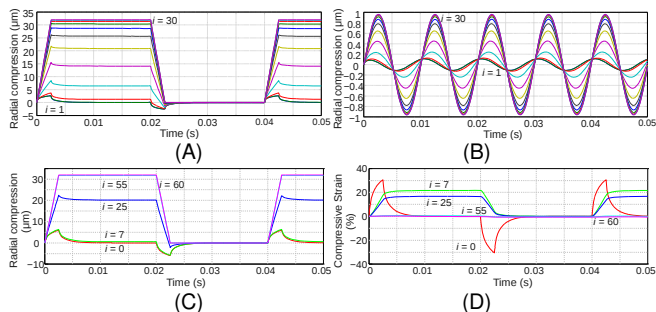 Radial compression (μm)
35
30
25
20
15
10
5
0
−5
i = 30
i = 1
0
0.01
0.02
0.03
0.04
0.05
Time (s)
(A)
Radial compression (μm)
1
0.8
0.6
0.4
0.2
0
−0.2
−0.4
−0.6
−0.8
−1
i = 30
i = 1
0
0.01
0.02
0.03
0.04
0.05
Time (s)
(B)
Radial compression
(μm)
30
20
10
0
−10
i = 55
i = 60
i = 25
i = 7
i = 0
0
0.01
0.02
0.03
0.04
0.05
Time (s)
(C)
Compressive Strain
(%)
40
20
0
−20
−40
i = 7
i = 25
i = 55
i = 60
i = 0
0
0.01
0.02
0.03
0.04
0.05
Time (s)
(D)